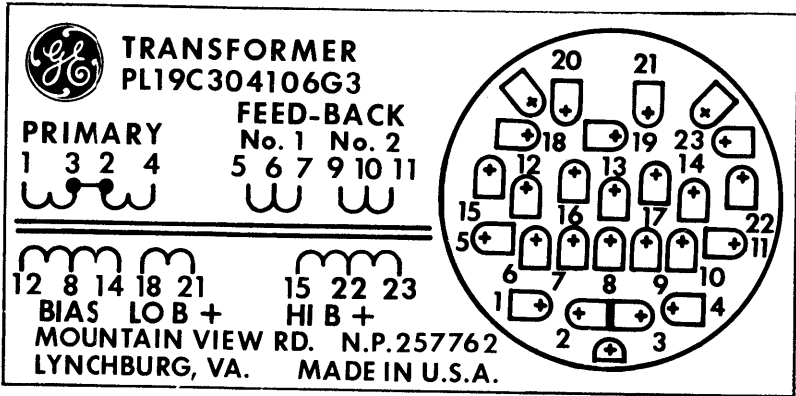 GE
TRANSFORMER
PL19C304106G3
FEED-BACK
PRIMARY No. 1 No. 2
1 3 2 4 5 6 7 9 10 11
12 8 14 18 21 15 22 23
BIAS LO B + HI B +
MOUNTAIN VIEW RD. N.P.257762
LYNCHBURG, VA. MADE IN U.S.A.
20 21
18 19 23
12 13 14
15 16 17 22
5 11
6 7 8 9 10
1 4
2 3